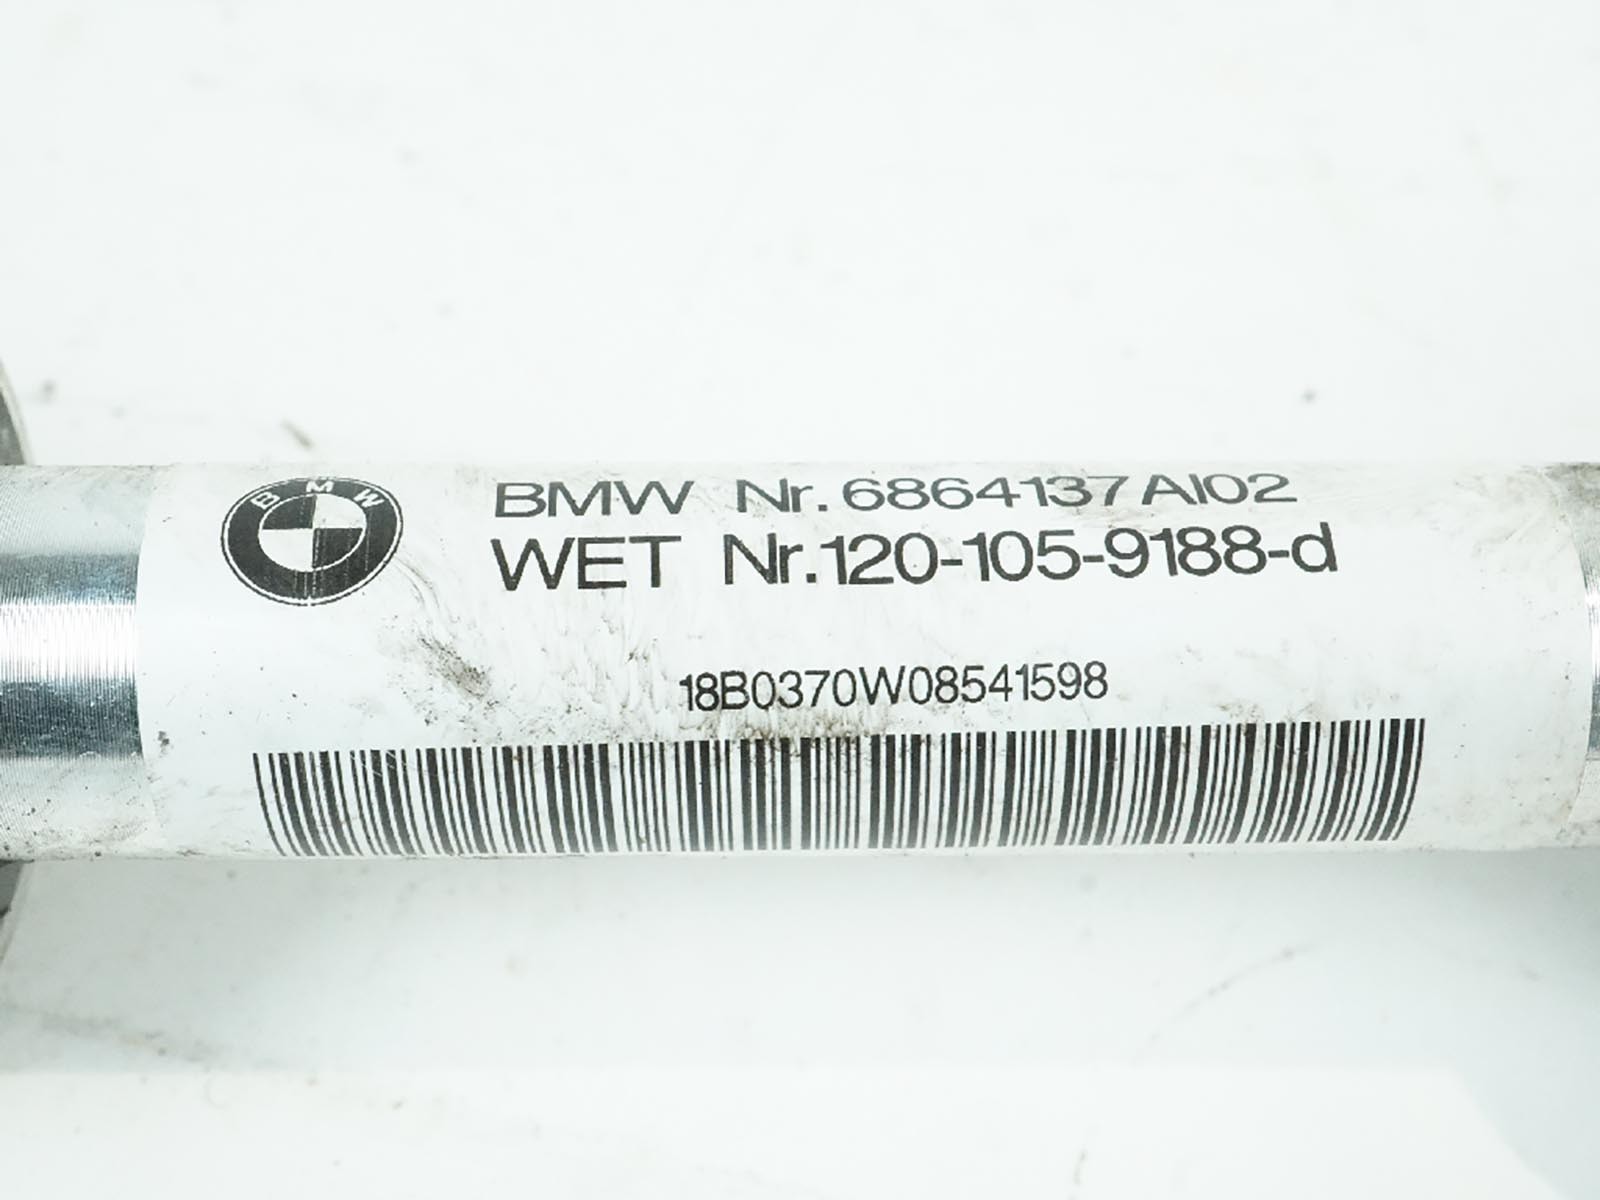 BMW
BMW Nr. 6864137 AI02
WET Nr. 120-105-9188-d
18B0370W08541598